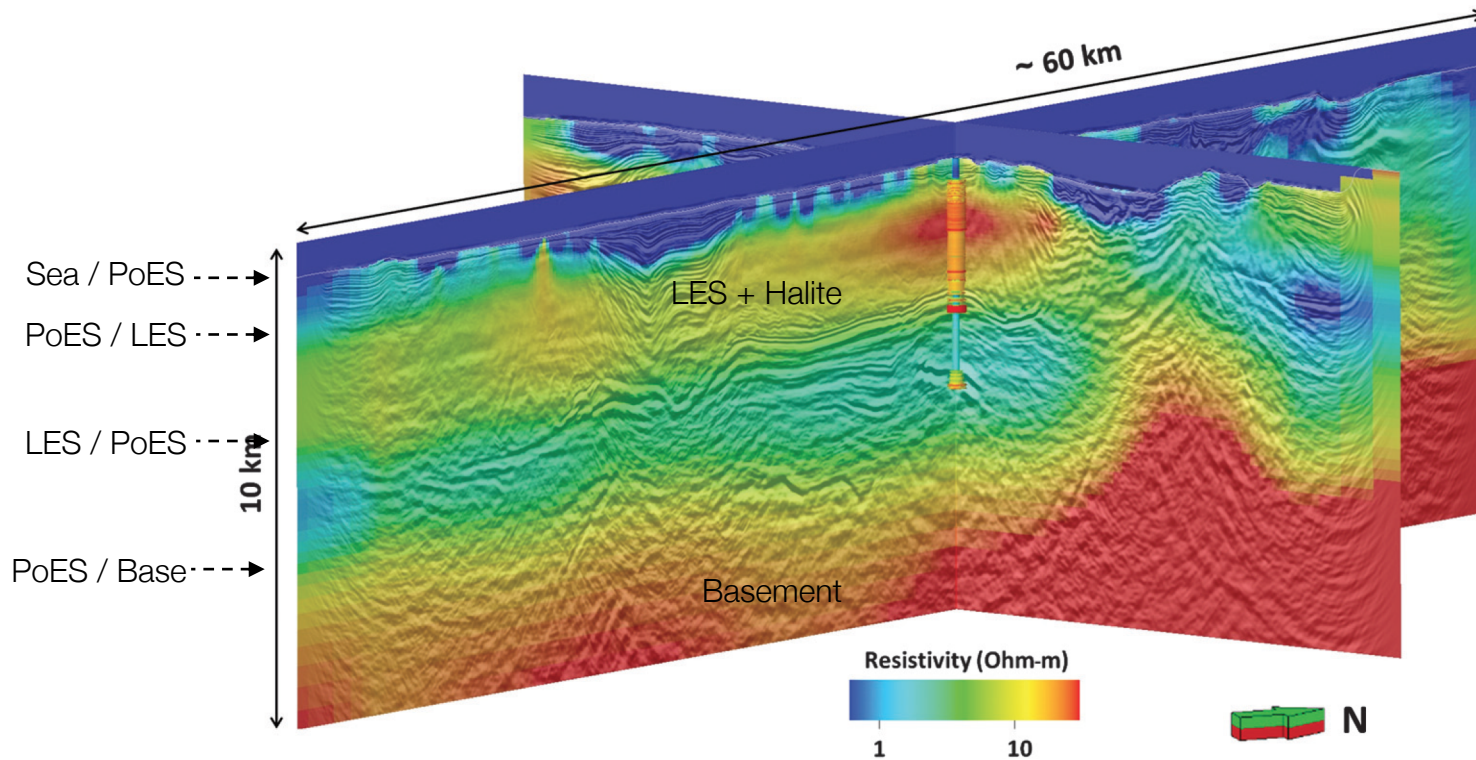 ~ 60 km
Sea / PoES
PoES / LES
LES + Halite
LES / PoES
10 km
PoES / Base
Basement
Resistivity (Ohm-m)
1 10
N